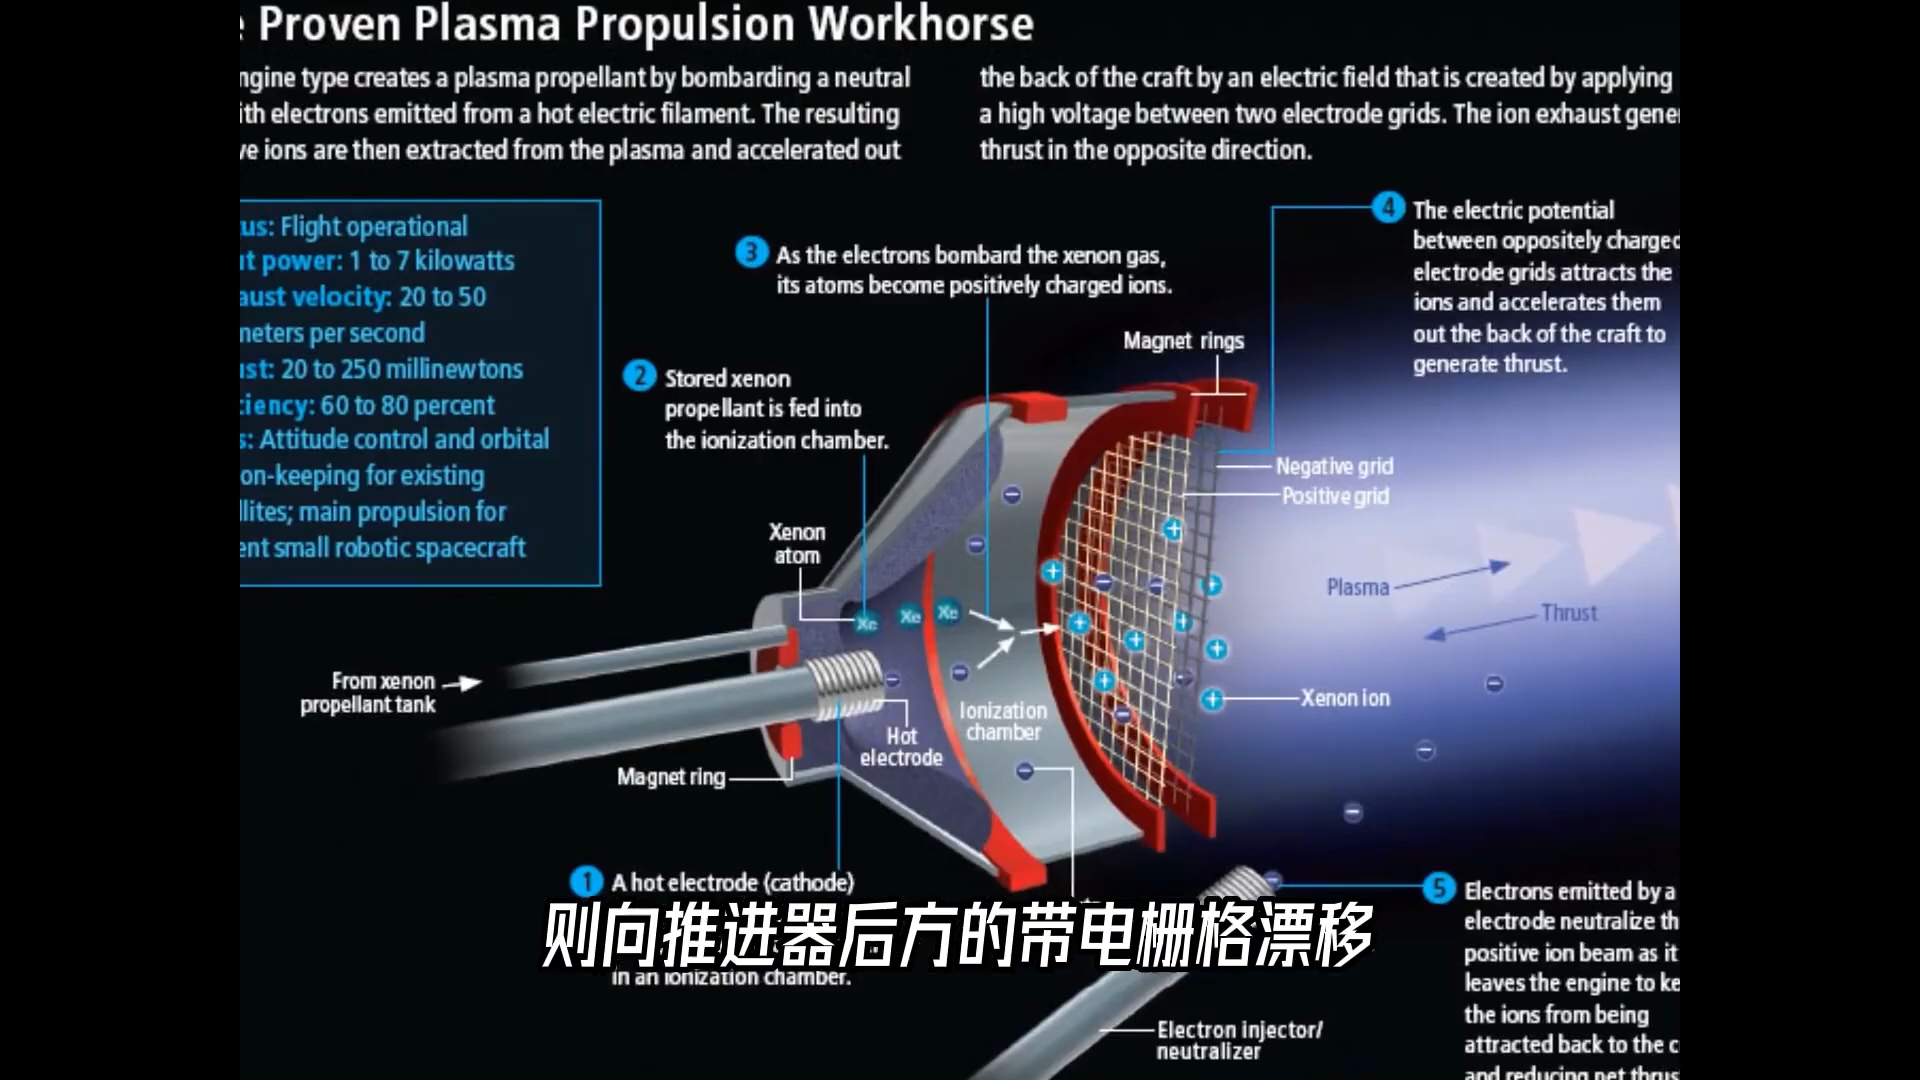 Proven Plasma Propulsion Workhorse
ngine type creates a plasma propellant by bombarding a neutral
ith electrons emitted from a hot electric filament. The resulting
ve ions are then extracted from the plasma and accelerated out
the back of the craft by an electric field that is created by applying
a high voltage between two electrode grids. The ion exhaust gene
thrust in the opposite direction.
us: Flight operational
t power: 1 to 7 kilowatts
aust velocity: 20 to 50
meters per second
ust: 20 to 250 millinewtons
ciency: 60 to 80 percent
s: Attitude control and orbital
on-keeping for existing
llites; main propulsion for
ent small robotic spacecraft
3 As the electrons bombard the xenon gas,
its atoms become positively charged ions.
4 The electric potential
between oppositely charged
electrode grids attracts the
ions and accelerates them
out the back of the craft to
generate thrust.
Magnet rings
2 Stored xenon
propellant is fed into
the ionization chamber.
Negative grid
Positive grid
Xenon
atom
Xe Xe Xe
Plasma
Thrust
From xenon
propellant tank
Xenon ion
Ionization
chamber
Hot
electrode
Magnet ring
1 A hot electrode (cathode)
则向推进器后方的带电栅格漂移
in an ionization chamber.
5 Electrons emitted by a
electrode neutralize th
positive ion beam as it
leaves the engine to ke
the ions from being
attracted back to the c
and reducing net thrus
Electron injector/
neutralizer